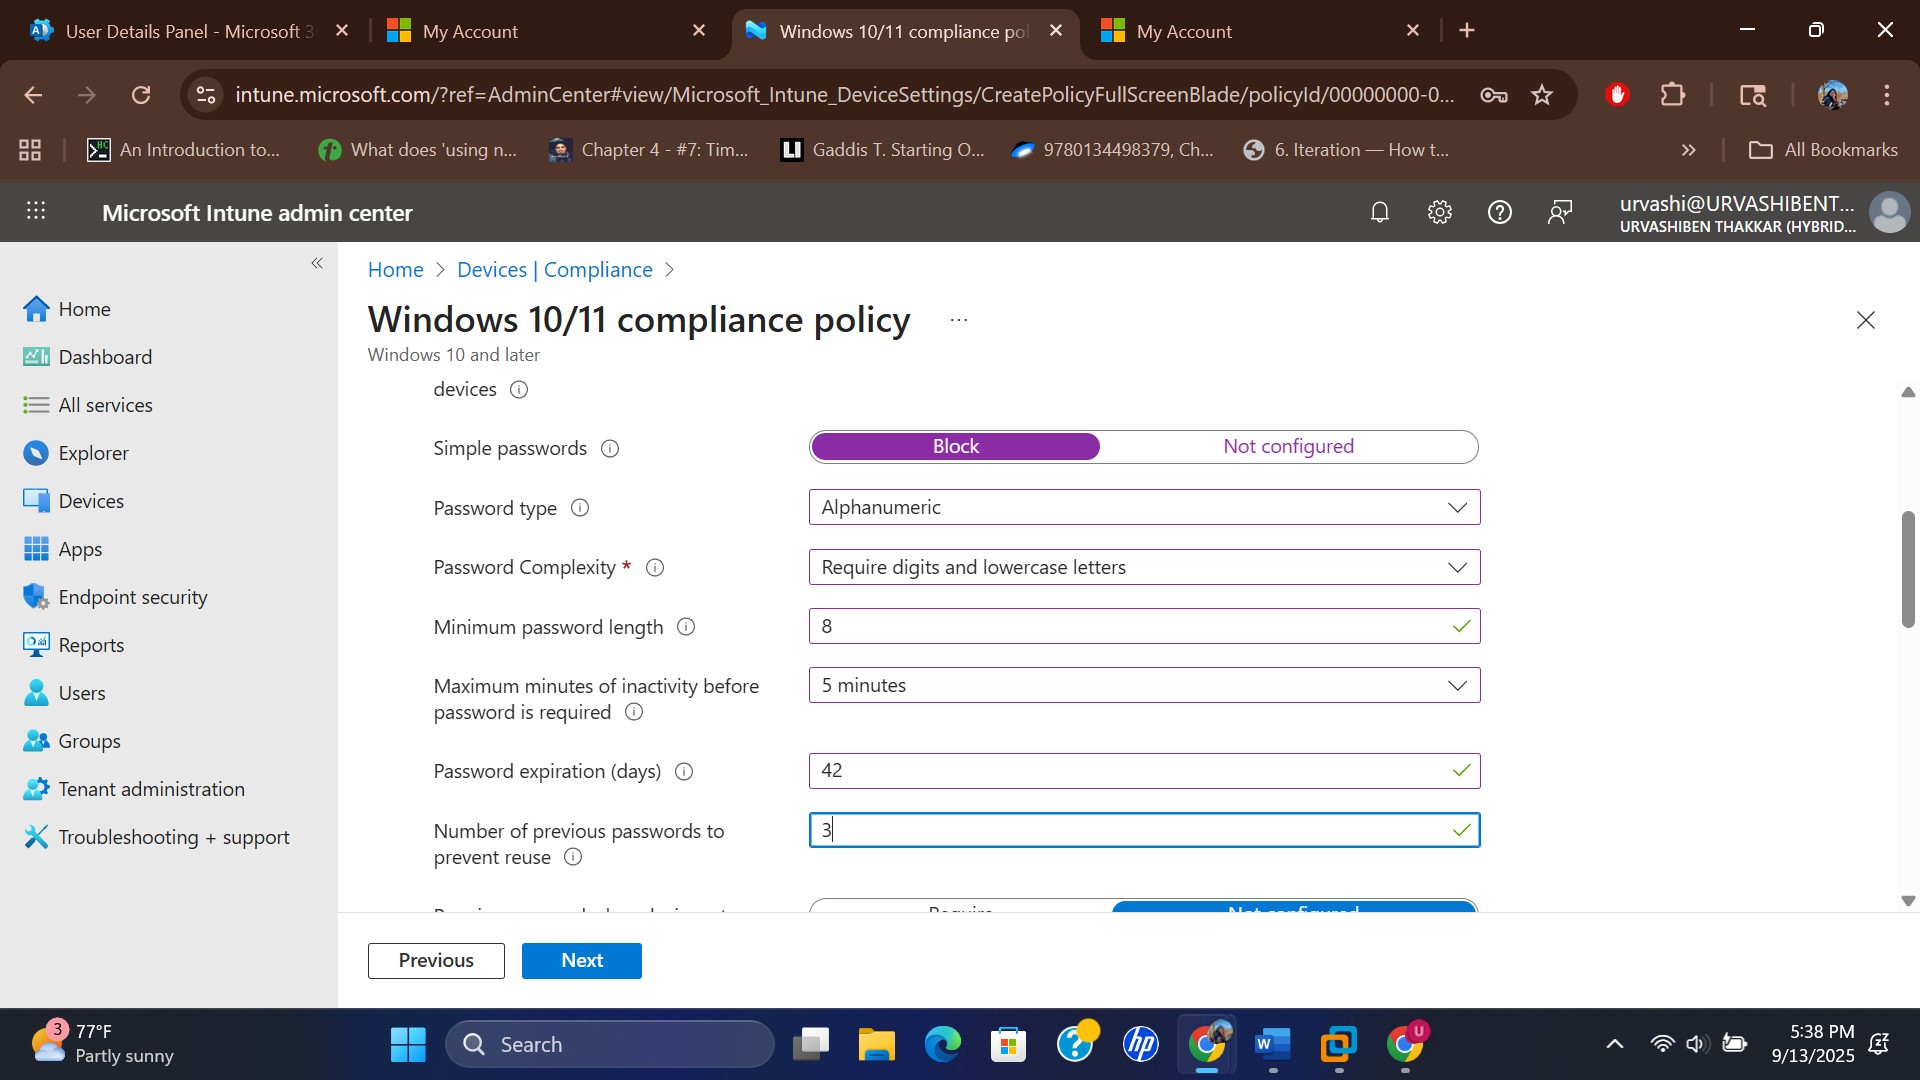 User Details Panel - Microsoft 3
My Account
Windows 10/11 compliance pol
My Account
intune.microsoft.com/?ref=AdminCenter#view/Microsoft_Intune_DeviceSettings/CreatePolicyFullScreenBlade/policyId/00000000-0...
An Introduction to...
What does 'using n...
Chapter 4 - #7: Tim...
Gaddis T. Starting O...
9780134498379, Ch...
6. Iteration — How t...
All Bookmarks
Microsoft Intune admin center
urvashi@URVASHIBENT...
URVASHIBEN THAKKAR (HYBRID...
Home
Dashboard
All services
Explorer
Devices
Apps
Endpoint security
Reports
Users
Groups
Tenant administration
Troubleshooting + support
Home > Devices | Compliance >
Windows 10/11 compliance policy ...
Windows 10 and later
devices
Simple passwords
Block
Not configured
Password type
Alphanumeric
Password Complexity *
Require digits and lowercase letters
Minimum password length
8
Maximum minutes of inactivity before
password is required
5 minutes
Password expiration (days)
42
Number of previous passwords to
prevent reuse
3
Require
Not configured
Previous
Next
3
77°F
Partly sunny
Search
U
5:38 PM
9/13/2025